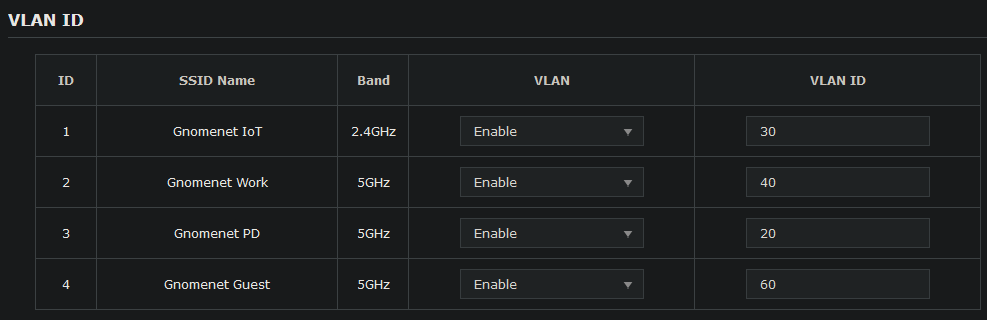 VLAN ID
ID SSID Name Band VLAN VLAN ID
1 Gnomenet IoT 2.4GHz Enable 30
2 Gnomenet Work 5GHz Enable 40
3 Gnomenet PD 5GHz Enable 20
4 Gnomenet Guest 5GHz Enable 60